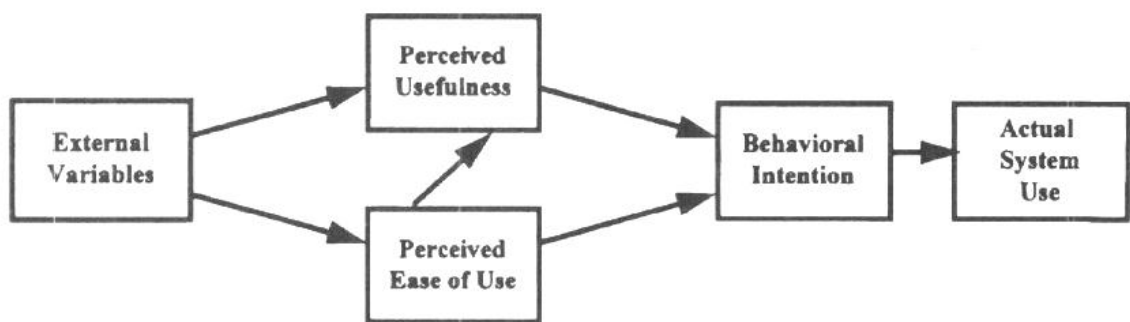 Perceived
Usefulness
External
Variables
Behavioral
Intention
Actual
System
Use
Perceived
Ease of Use